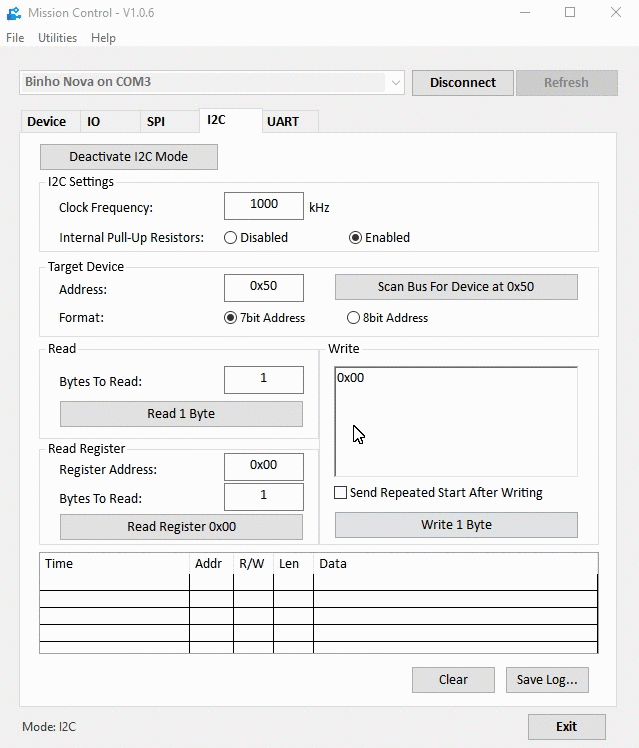 Mission Control - V1.0.6
File Utilities Help
Binho Nova on COM3 Disconnect Refresh
Device IO SPI I2C UART
Deactivate I2C Mode
I2C Settings
Clock Frequency: 1000 kHz
Internal Pull-Up Resistors: Disabled Enabled
Target Device
Address: 0x50 Scan Bus For Device at 0x50
Format: 7bit Address 8bit Address
Read Write
Bytes To Read: 1 0x00
Read 1 Byte
Read Register
Register Address: 0x00
Bytes To Read: 1 Send Repeated Start After Writing
Read Register 0x00 Write 1 Byte
Time Addr R/W Len Data
Clear Save Log...
Mode: I2C Exit